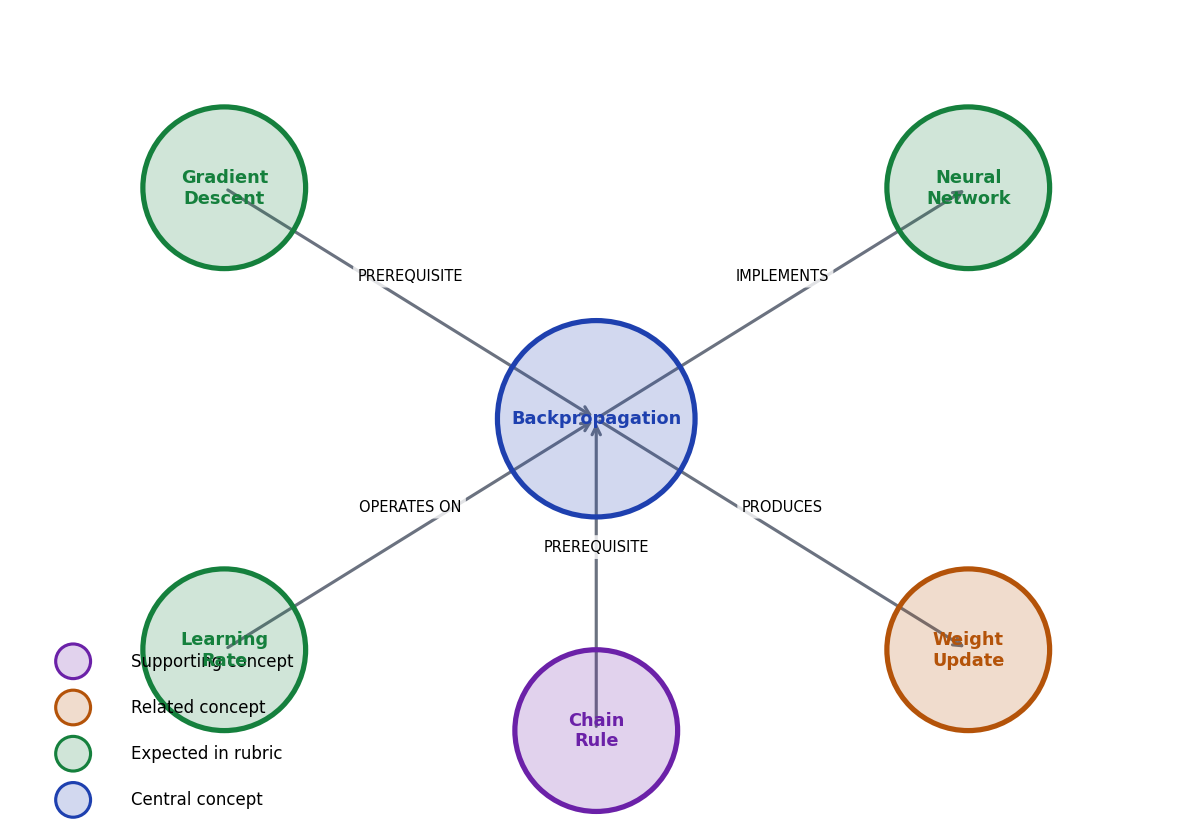 Gradient
Descent
Neural
Network
PREREQUISITE
IMPLEMENTS
Backpropagation
OPERATES ON
PRODUCES
PREREQUISITE
Learning
Rate
Weight
Update
Chain
Rule
Supporting concept
Related concept
Expected in rubric
Central concept